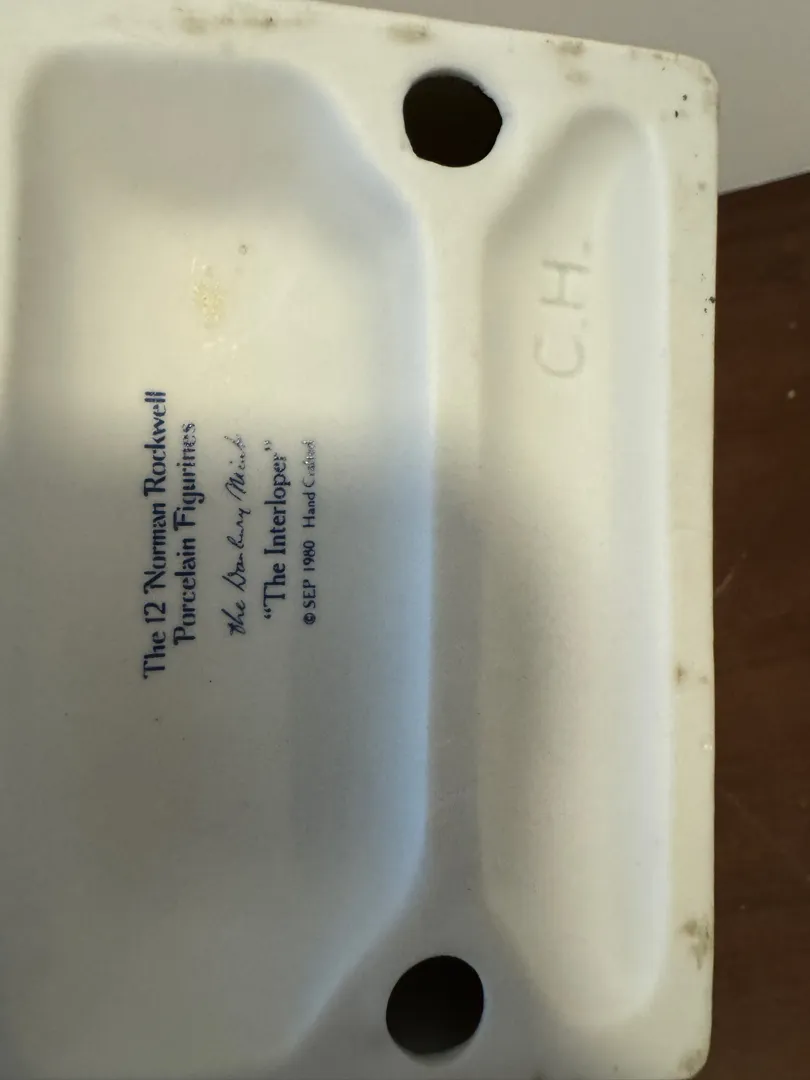 The 12 Norman Rockwell
Porcelain Figurines
the Danbury Mint
"The Interloper"
© SEP 1980 Hand Crafted
C.H.